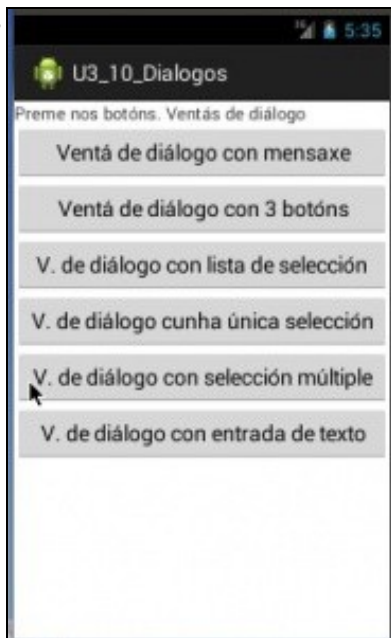 3G 5:35
U3_10_Dialogos
Preme nos botóns. Ventás de diálogo
Ventá de diálogo con mensaxe
Ventá de diálogo con 3 botóns
V. de diálogo con lista de selección
V. de diálogo cunha única selección
V. de diálogo con selección múltiple
V. de diálogo con entrada de texto